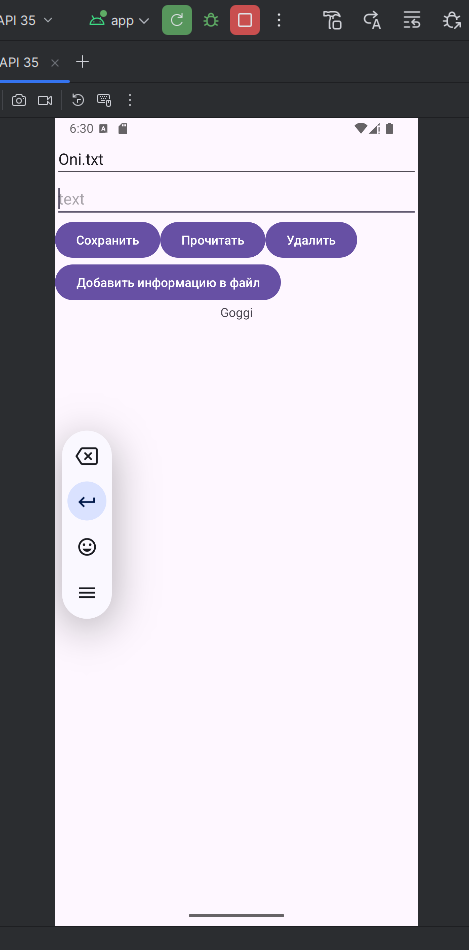 API 35 app
API 35
6:30 A
Oni.txt
text
Сохранить Прочитать Удалить
Добавить информацию в файл
Goggi